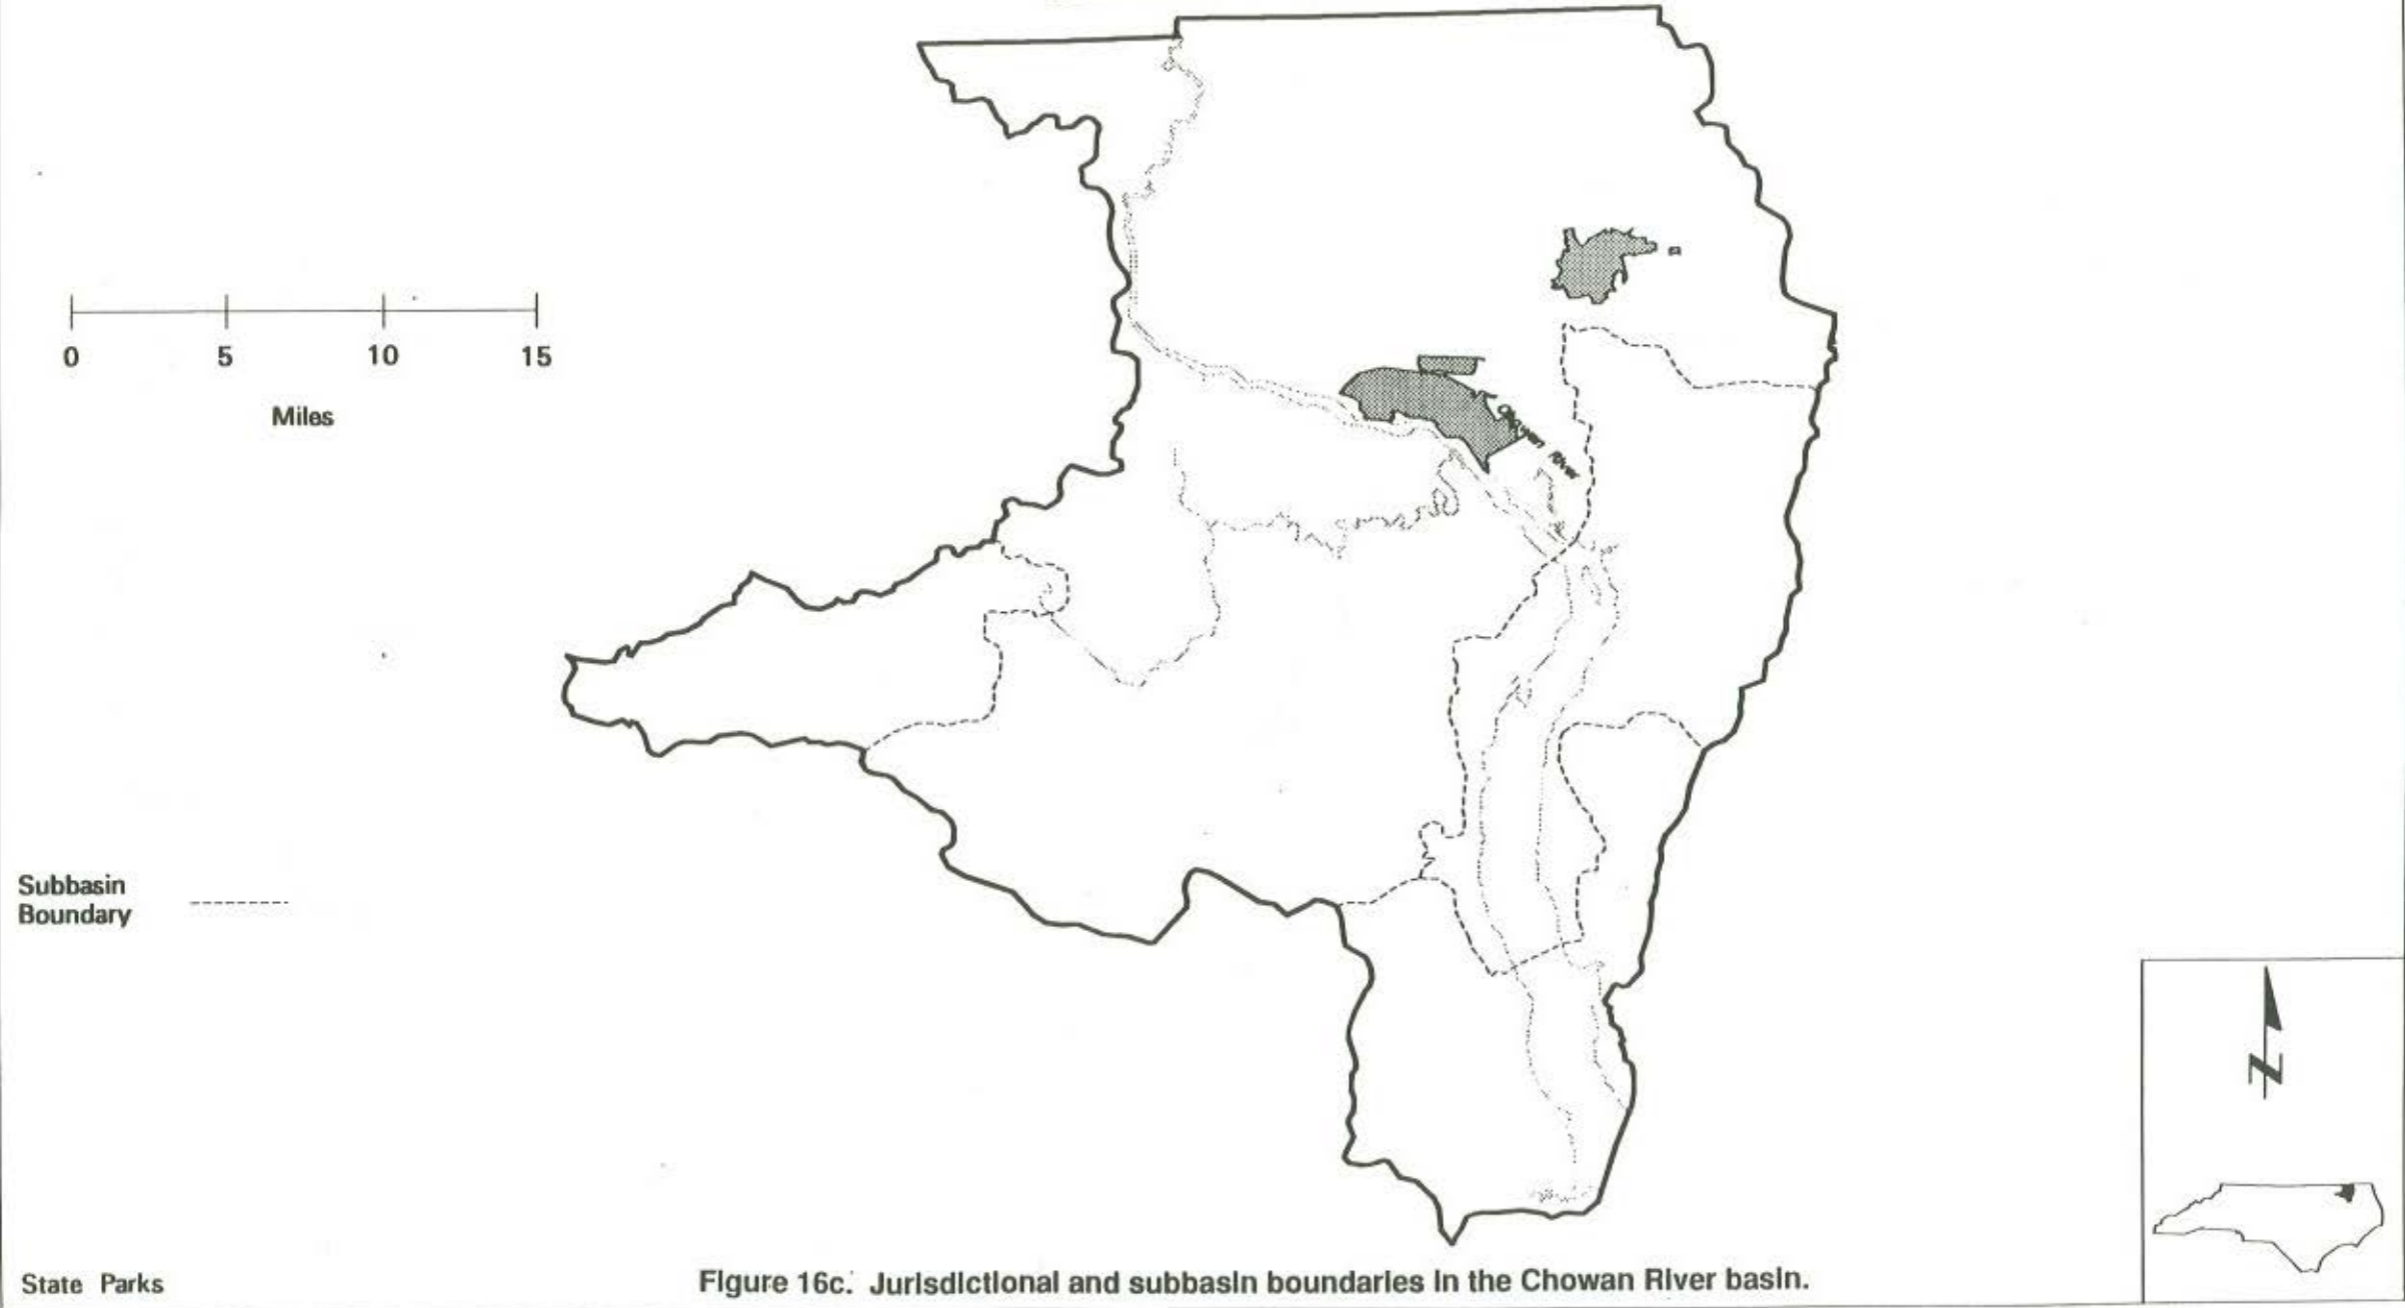 0 5 10 15
Miles
Chowan River
Subbasin
Boundary
N
State Parks
Figure 16c. Jurisdictional and subbasin boundaries in the Chowan River basin.